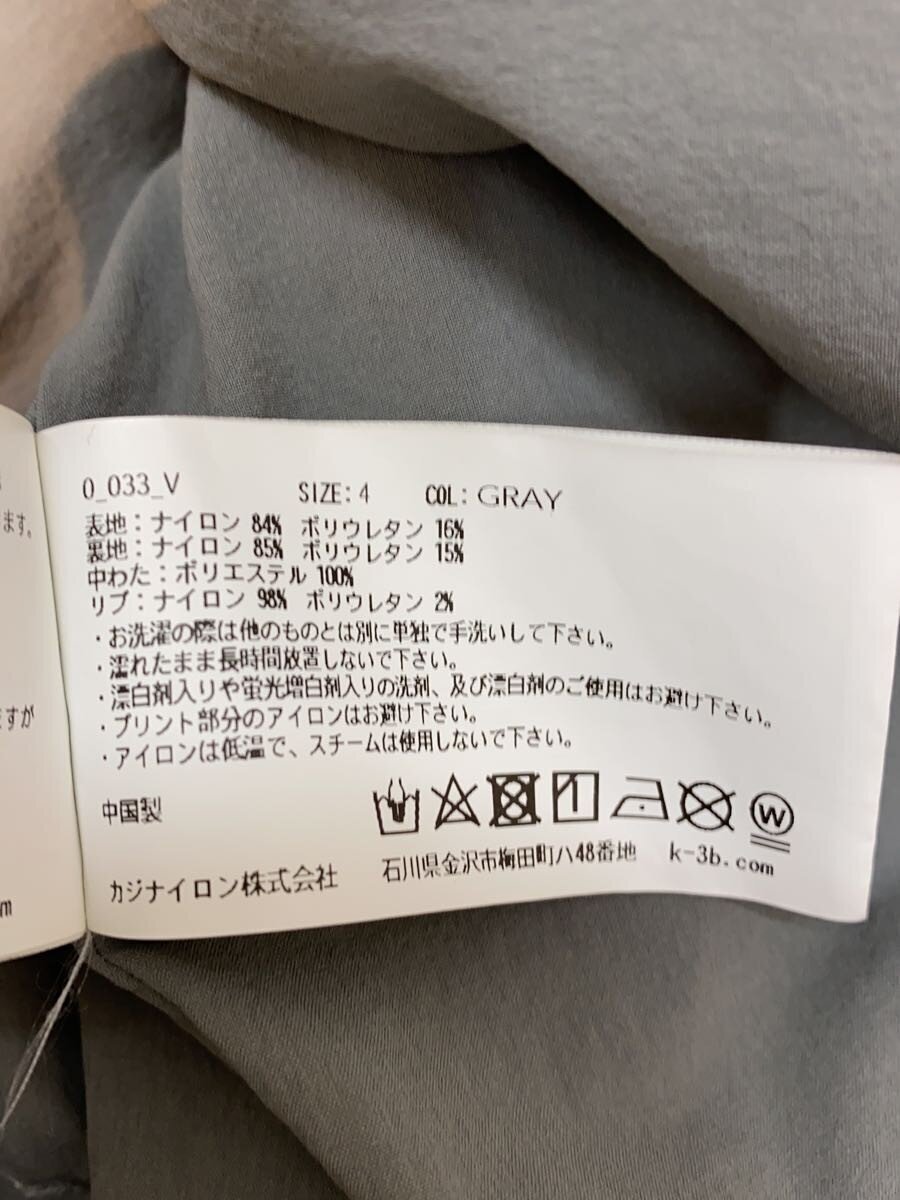 ます。
ますが
m
0_033_V SIZE:4 COL:GRAY
表地:ナイロン 84% ポリウレタン 16%
裏地:ナイロン 85% ポリウレタン 15%
中わた:ポリエステル 100%
リブ:ナイロン 98% ポリウレタン 2%
・お洗濯の際は他のものとは別に単独で手洗いして下さい。
・濡れたまま長時間放置しないで下さい。
・漂白剤入りや蛍光増白剤入りの洗剤、及び漂白剤のご使用はお避け下さい。
・プリント部分のアイロンはお避け下さい。
・アイロンは低温で、スチームは使用しないで下さい。
中国製
W
カジナイロン株式会社 石川県金沢市梅田町ハ48番地 k-3b.com